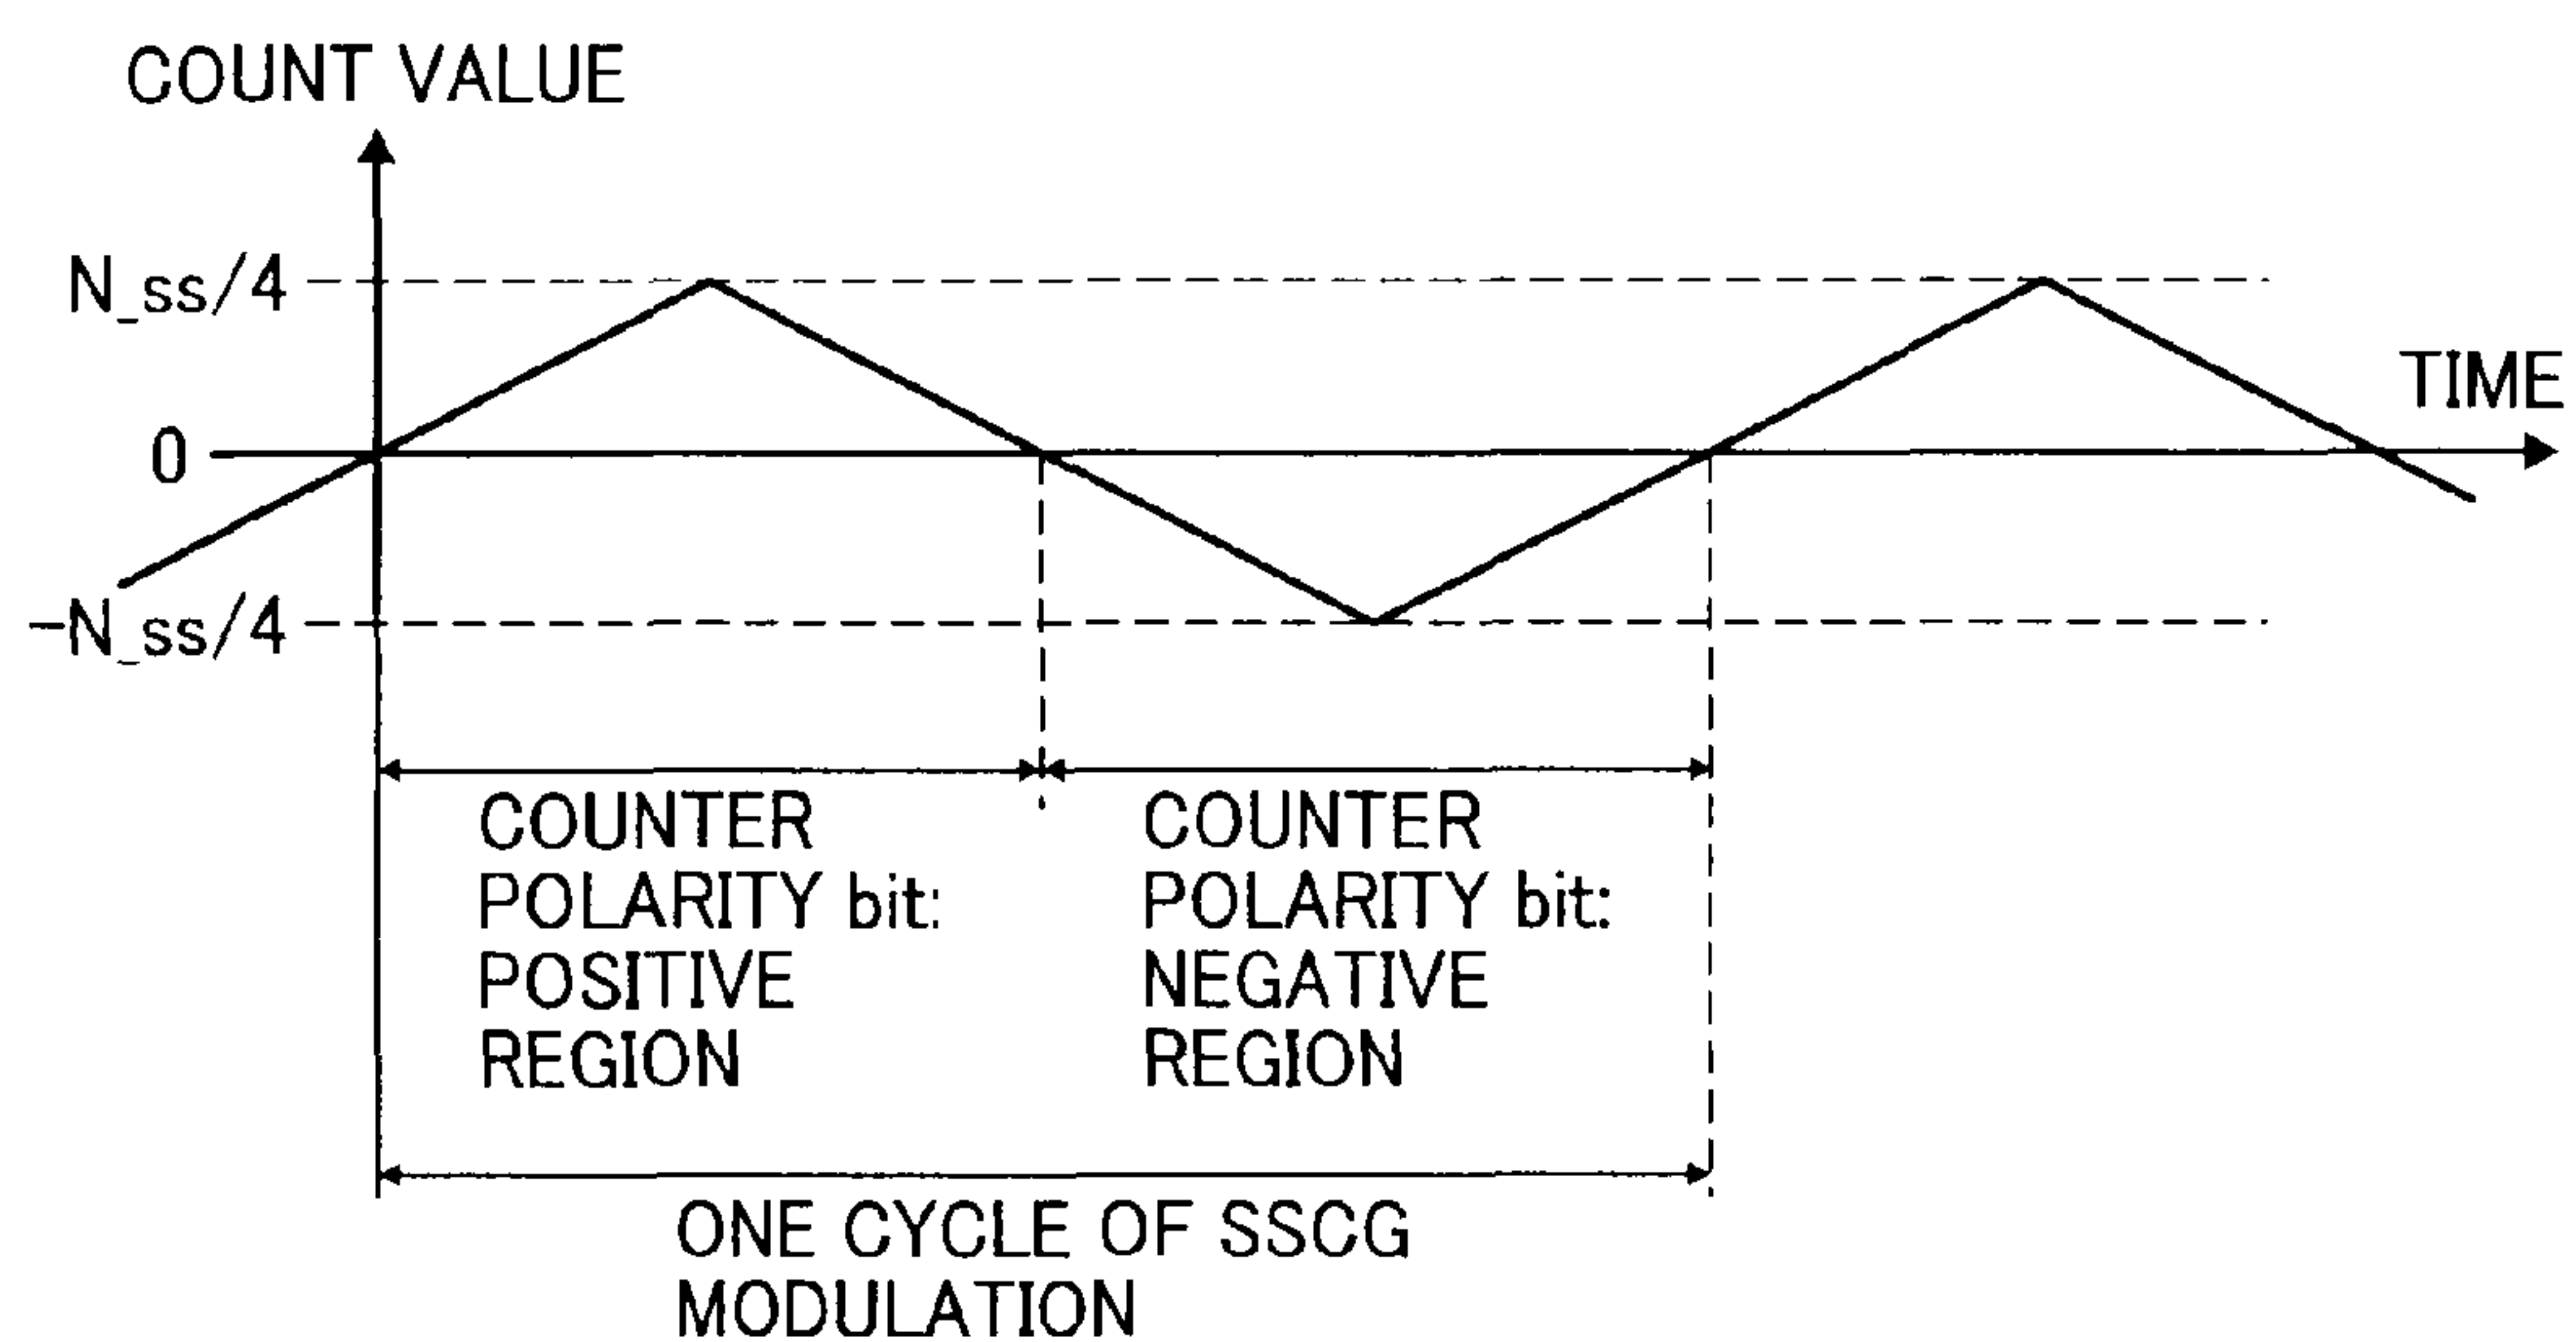 COUNT VALUE
N_ss/4
TIME
0
-N_ss/4
COUNTER
POLARITY bit:
POSITIVE
REGION
COUNTER
POLARITY bit:
NEGATIVE
REGION
ONE CYCLE OF SSCG
MODULATION